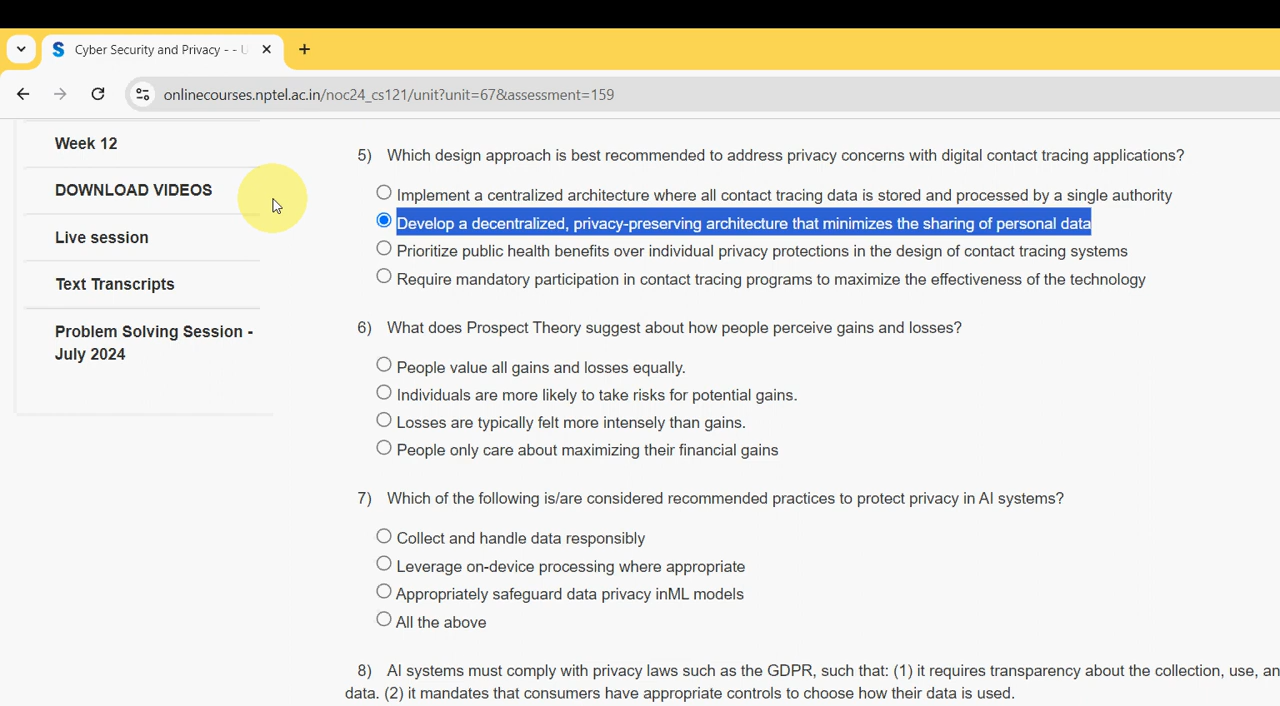 Cyber Security and Privacy - -
onlinecourses.nptel.ac.in/noc24_cs121/unit?unit=67&assessment=159
Week 12
DOWNLOAD VIDEOS
Live session
Text Transcripts
Problem Solving Session -
July 2024
5) Which design approach is best recommended to address privacy concerns with digital contact tracing applications?
Implement a centralized architecture where all contact tracing data is stored and processed by a single authority
Develop a decentralized, privacy-preserving architecture that minimizes the sharing of personal data
Prioritize public health benefits over individual privacy protections in the design of contact tracing systems
Require mandatory participation in contact tracing programs to maximize the effectiveness of the technology
6) What does Prospect Theory suggest about how people perceive gains and losses?
People value all gains and losses equally.
Individuals are more likely to take risks for potential gains.
Losses are typically felt more intensely than gains.
People only care about maximizing their financial gains
7) Which of the following is/are considered recommended practices to protect privacy in AI systems?
Collect and handle data responsibly
Leverage on-device processing where appropriate
Appropriately safeguard data privacy inML models
All the above
8) AI systems must comply with privacy laws such as the GDPR, such that: (1) it requires transparency about the collection, use,
data. (2) it mandates that consumers have appropriate controls to choose how their data is used.